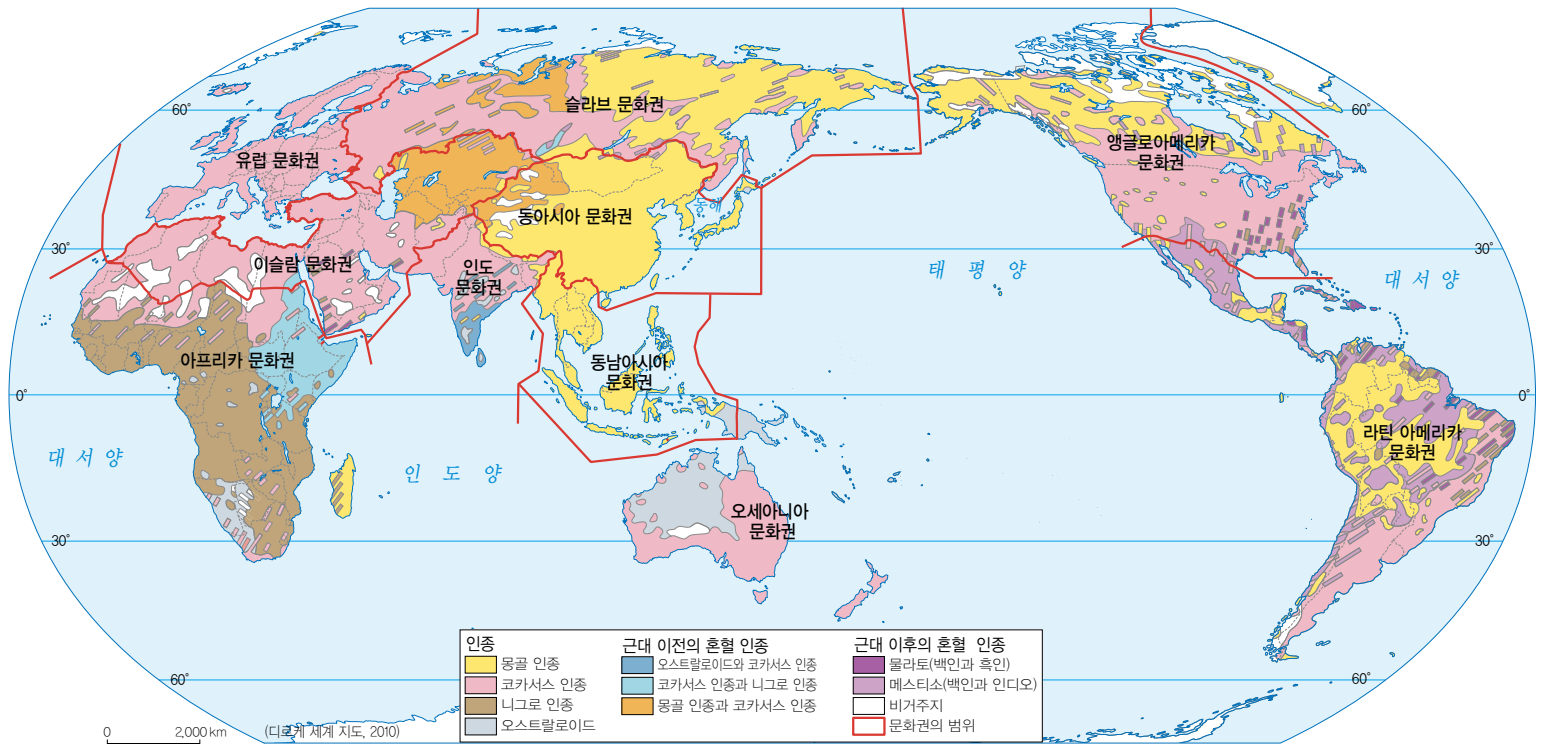 60°
60°
슬라브 문화권
유럽 문화권
앵글로아메리카
문화권
동해
동아시아 문화권
30°
30°
이슬람 문화권
인도
문화권
태평양
대서양
아프리카 문화권
동남아시아
문화권
0°
0°
라틴 아메리카
문화권
대서양
인도양
오세아니아
문화권
30°
30°
60°
60°
인종
몽골 인종
코카서스 인종
니그로 인종
오스트랄로이드
근대 이전의 혼혈 인종
오스트랄로이드와 코카서스 인종
코카서스 인종과 니그로 인종
몽골 인종과 코카서스 인종
근대 이후의 혼혈 인종
물라토(백인과 흑인)
메스티소(백인과 인디오)
비거주지
문화권의 범위
0 2,000km
(디르케 세계 지도, 2010)